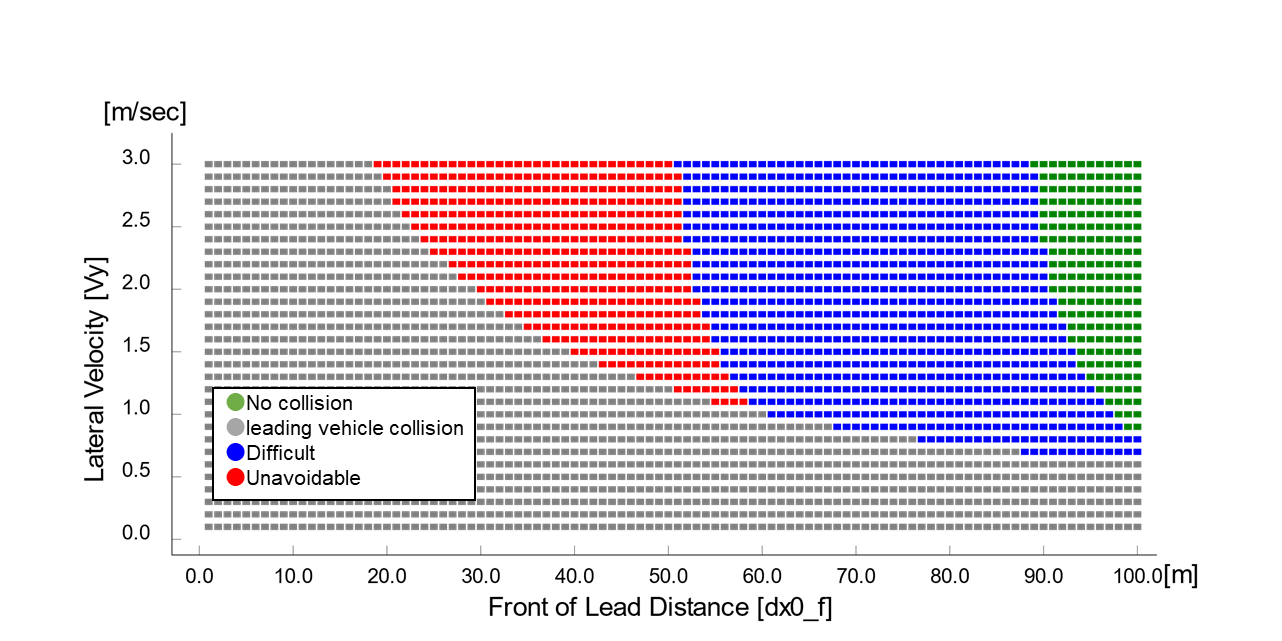 [m/sec]
3.0
2.5
2.0
1.5
1.0
0.5
0.0
Lateral Velocity [Vy]
No collision
leading vehicle collision
Difficult
Unavoidable
0.0 10.0 20.0 30.0 40.0 50.0 60.0 70.0 80.0 90.0 100.0 [m]
Front of Lead Distance [dx0_f]